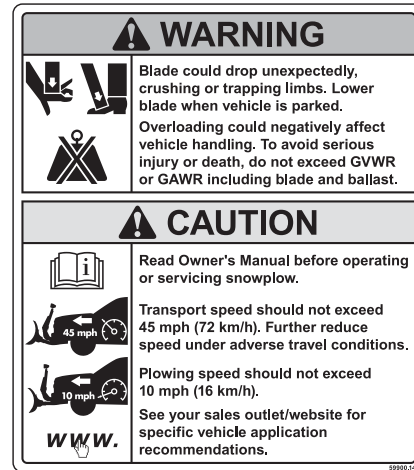 WARNING
Blade could drop unexpectedly,
crushing or trapping limbs. Lower
blade when vehicle is parked.
Overloading could negatively affect
vehicle handling. To avoid serious
injury or death, do not exceed GVWR
or GAWR including blade and ballast.
CAUTION
i
Read Owner's Manual before operating
or servicing snowplow.
45 mph
Transport speed should not exceed
45 mph (72 km/h). Further reduce
speed under adverse travel conditions.
10 mph
Plowing speed should not exceed
10 mph (16 km/h).
www.
See your sales outlet/website for
specific vehicle application
recommendations.
59900.14